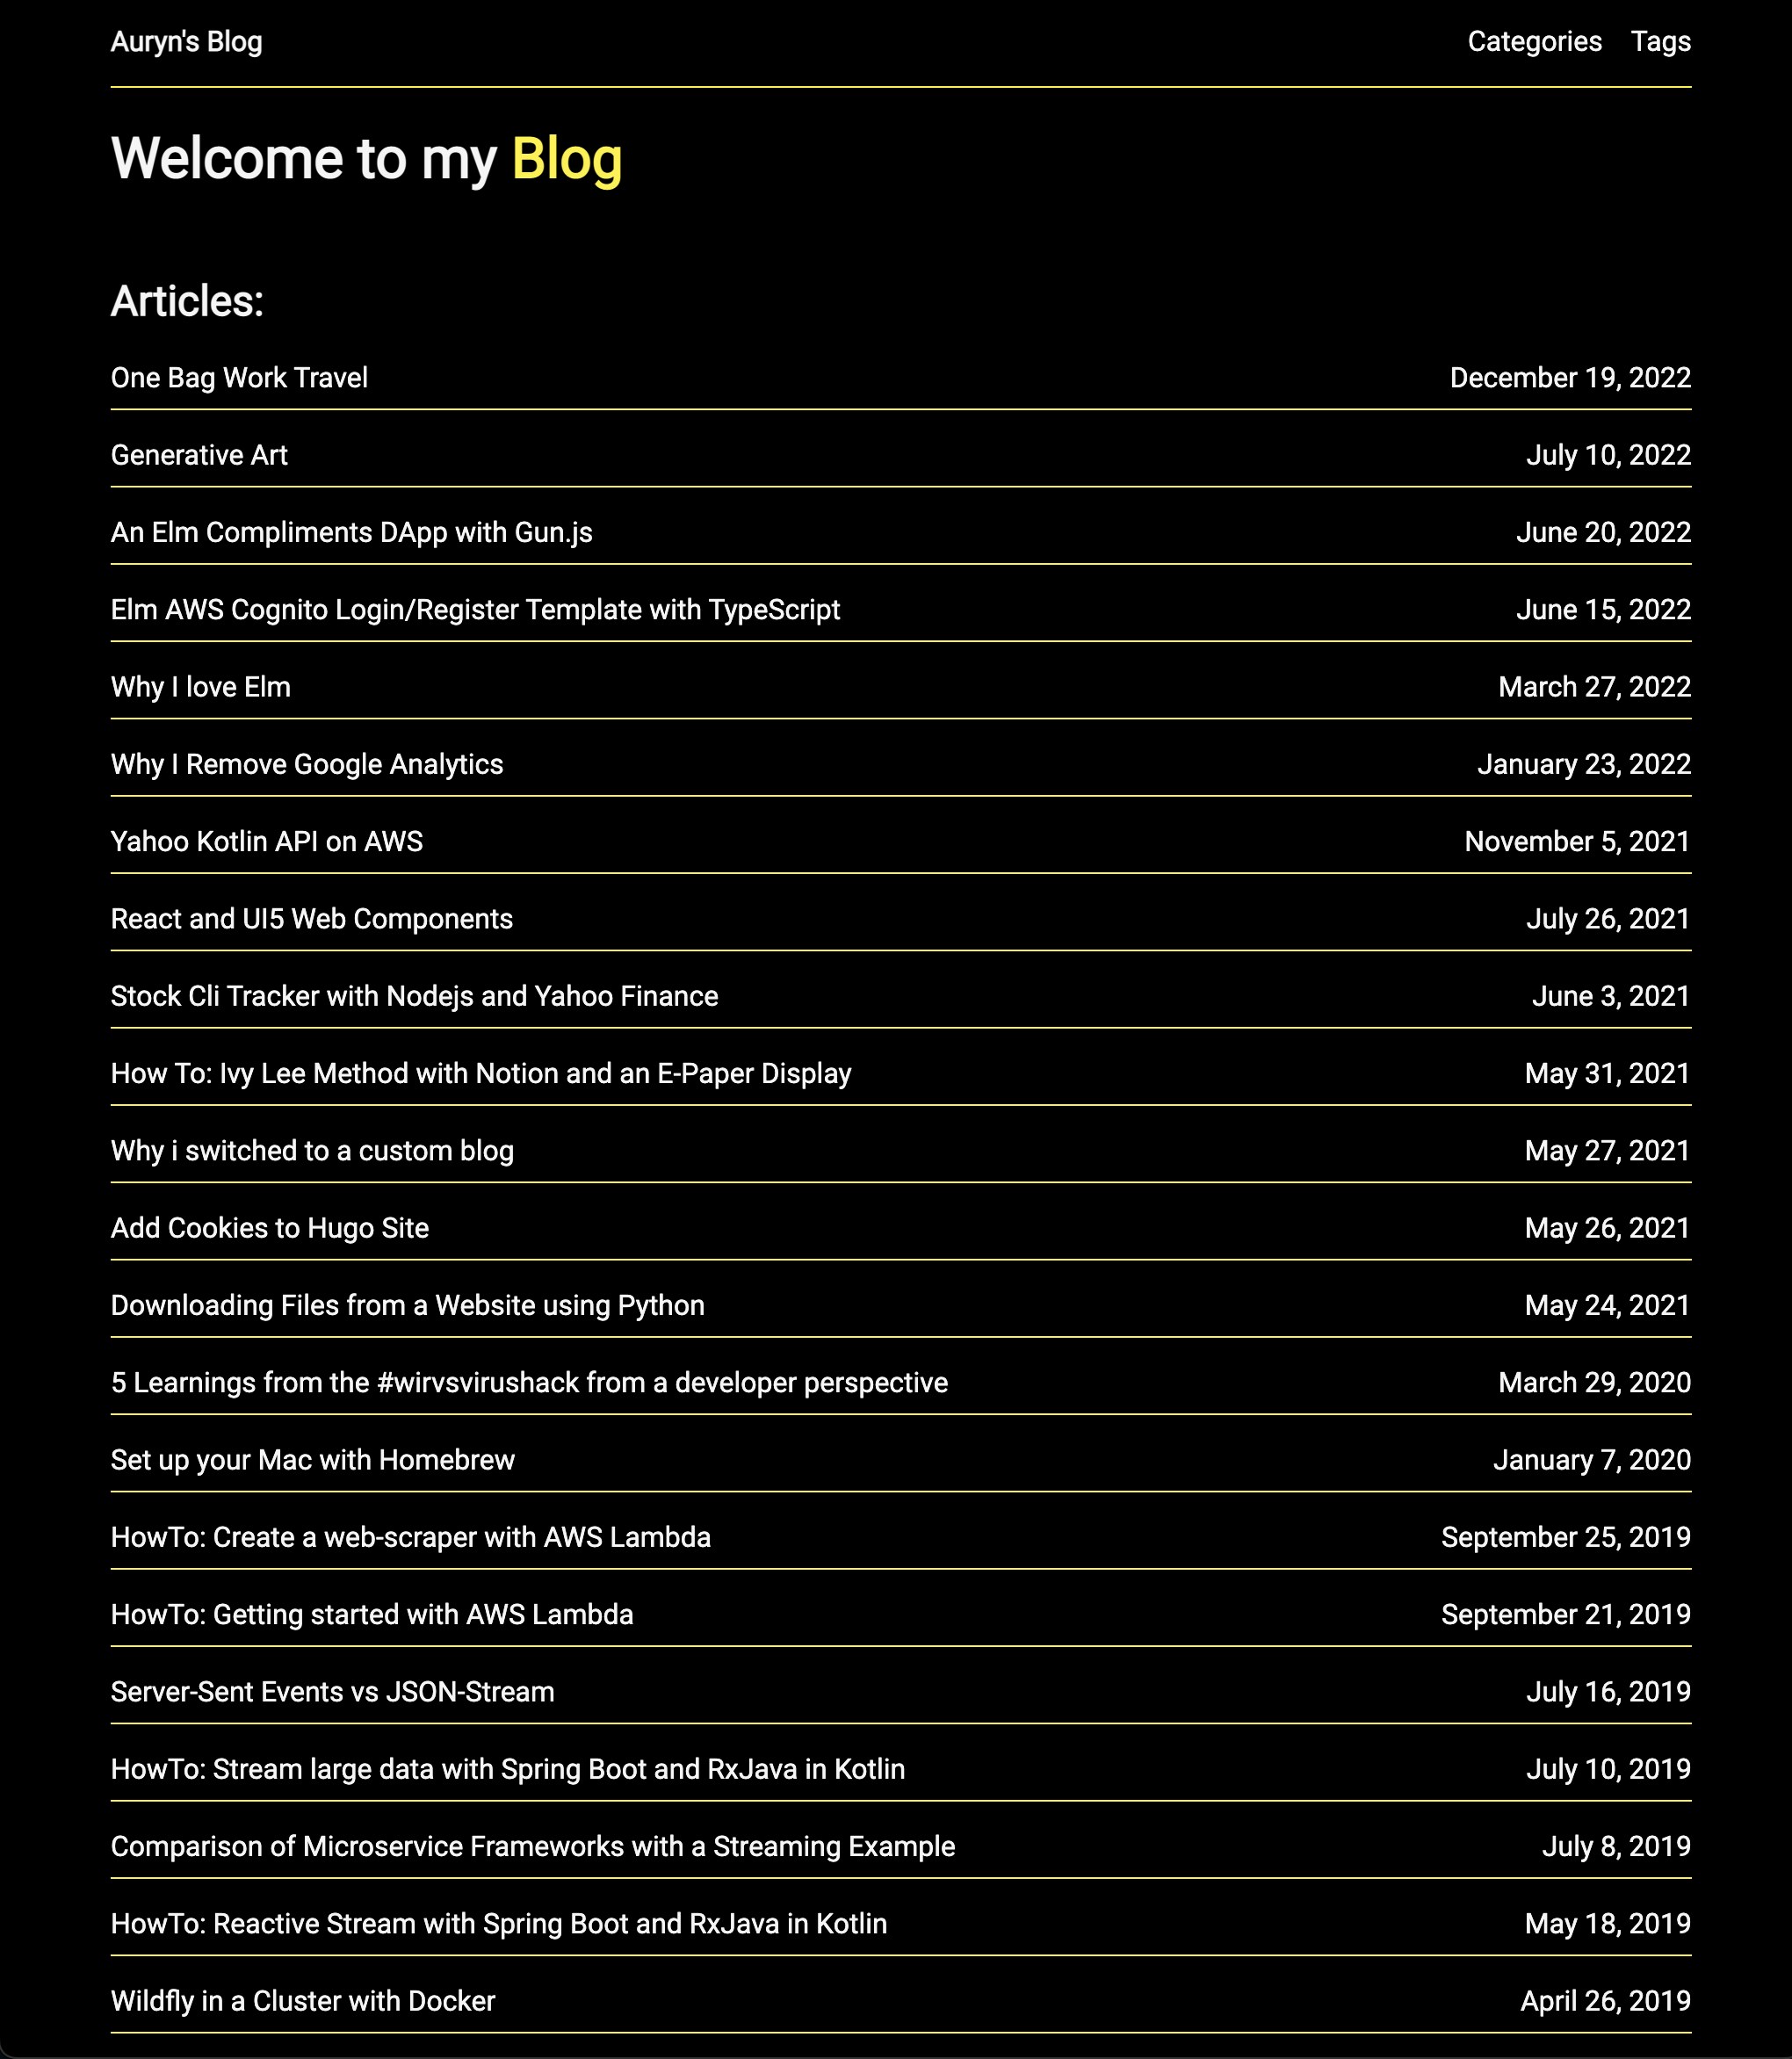 Auryn's Blog Categories Tags
Welcome to my Blog
Articles:
One Bag Work Travel December 19, 2022
Generative Art July 10, 2022
An Elm Compliments DApp with Gun.js June 20, 2022
Elm AWS Cognito Login/Register Template with TypeScript June 15, 2022
Why I love Elm March 27, 2022
Why I Remove Google Analytics January 23, 2022
Yahoo Kotlin API on AWS November 5, 2021
React and UI5 Web Components July 26, 2021
Stock Cli Tracker with Nodejs and Yahoo Finance June 3, 2021
How To: Ivy Lee Method with Notion and an E-Paper Display May 31, 2021
Why i switched to a custom blog May 27, 2021
Add Cookies to Hugo Site May 26, 2021
Downloading Files from a Website using Python May 24, 2021
5 Learnings from the #wirvsvirushack from a developer perspective March 29, 2020
Set up your Mac with Homebrew January 7, 2020
HowTo: Create a web-scraper with AWS Lambda September 25, 2019
HowTo: Getting started with AWS Lambda September 21, 2019
Server-Sent Events vs JSON-Stream July 16, 2019
HowTo: Stream large data with Spring Boot and RxJava in Kotlin July 10, 2019
Comparison of Microservice Frameworks with a Streaming Example July 8, 2019
HowTo: Reactive Stream with Spring Boot and RxJava in Kotlin May 18, 2019
Wildfly in a Cluster with Docker April 26, 2019